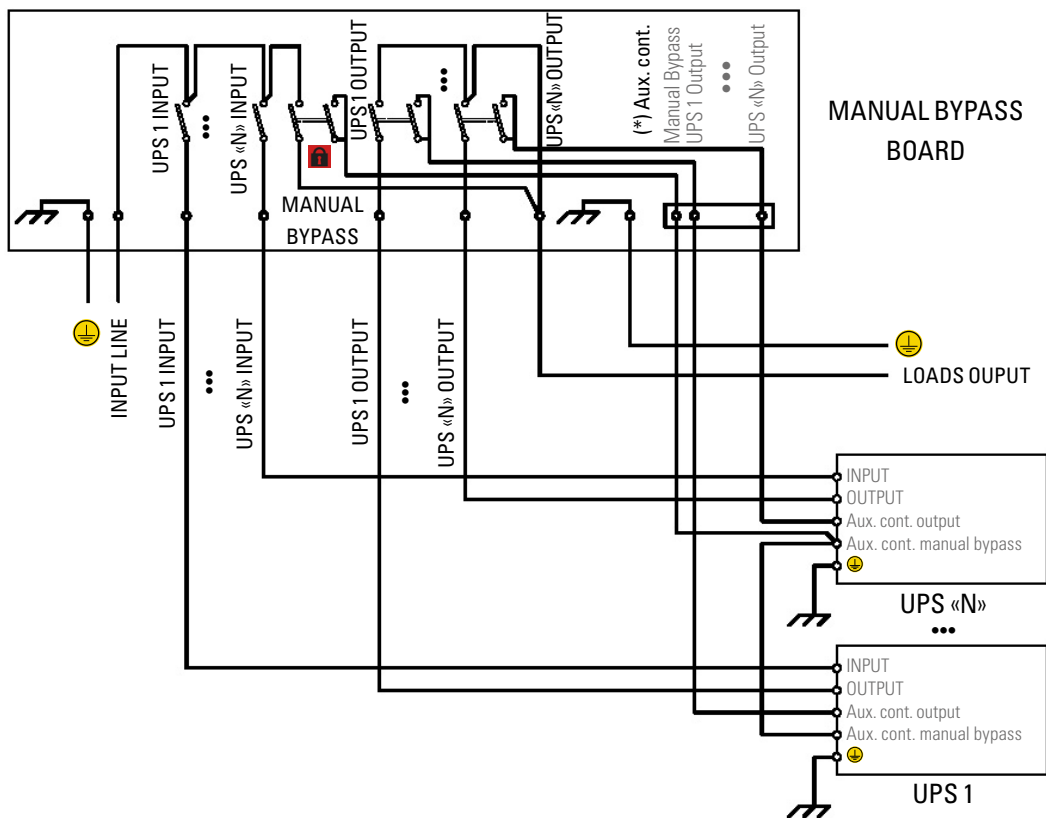 UPS 1 INPUT
UPS «N» INPUT
UPS 1 OUTPUT
UPS«N» OUTPUT
(*) Aux. cont.
Manual Bypass
UPS 1 Output
UPS «N» Output
MANUAL BYPASS
BOARD
MANUAL
BYPASS
INPUT LINE
UPS 1 INPUT
UPS «N» INPUT
UPS 1 OUTPUT
UPS «N» OUTPUT
LOADS OUPUT
INPUT
OUTPUT
Aux. cont. output
Aux. cont. manual bypass
UPS «N»
INPUT
OUTPUT
Aux. cont. output
Aux. cont. manual bypass
UPS 1